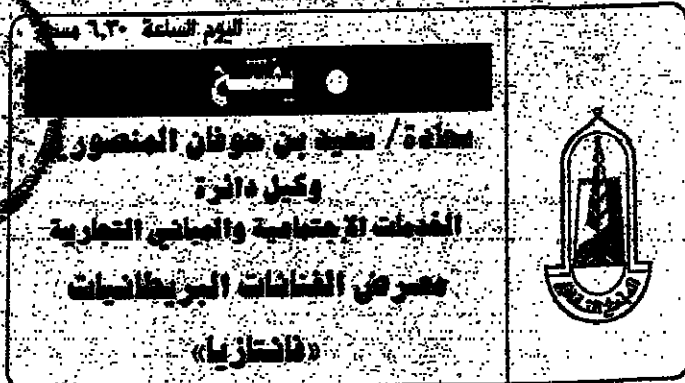 اليوم الساعة ٦,٣٠ مساء
يفتتح
سعادة / سعيد بن حوفان المنصوري
وكيل دائرة
الخدمات الاجتماعية والمباني التجارية
معرض الفنانات البريطانيات
«فانتازيا»